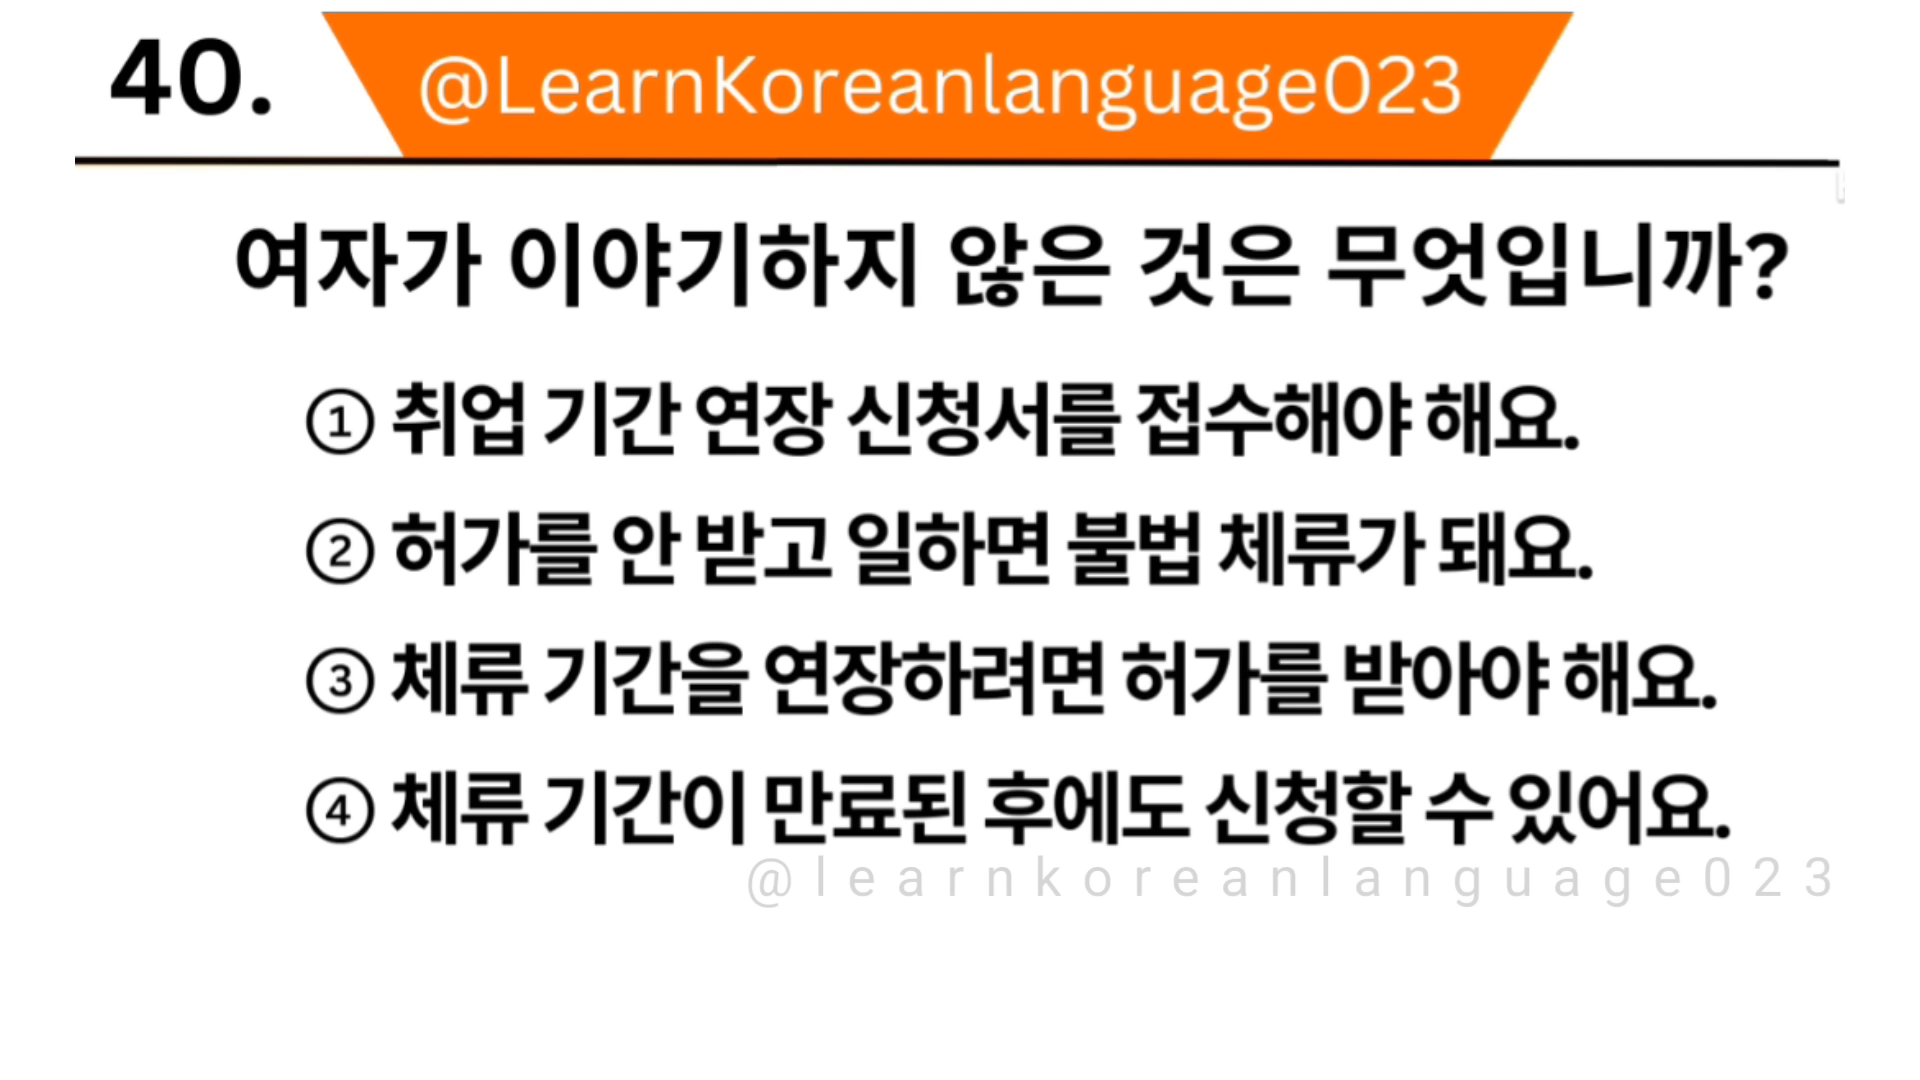 40.
@LearnKoreanlanguage023
여자가 이야기하지 않은 것은 무엇입니까?
① 취업 기간 연장 신청서를 접수해야 해요.
② 허가를 안 받고 일하면 불법 체류가 돼요.
③ 체류 기간을 연장하려면 허가를 받아야 해요.
④ 체류 기간이 만료된 후에도 신청할 수 있어요.
@learnkoreanlanguage023